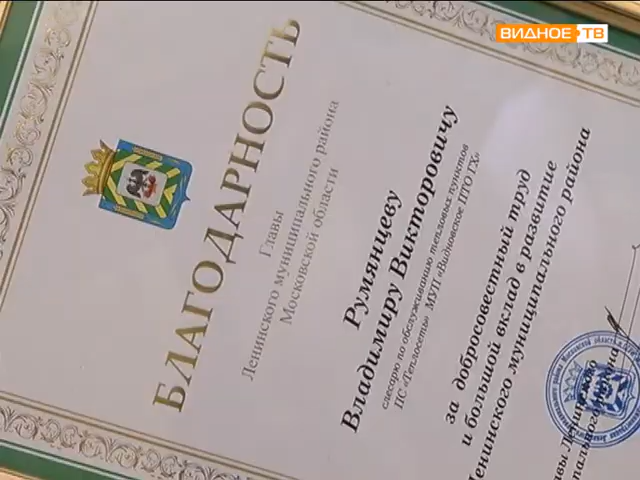 ВИДНОЕ ТВ
БЛАГОДАРНОСТЬ
Главы
Ленинского муниципального района
Московской области
Румянцеву
Владимиру Викторовичу
слесарю по обслуживанию тепловых пунктов
ПС «Теплосеть» МУП «Видновское ПТО ГХ»
за добросовестный труд
и большой вклад в развитие
Ленинского муниципального района